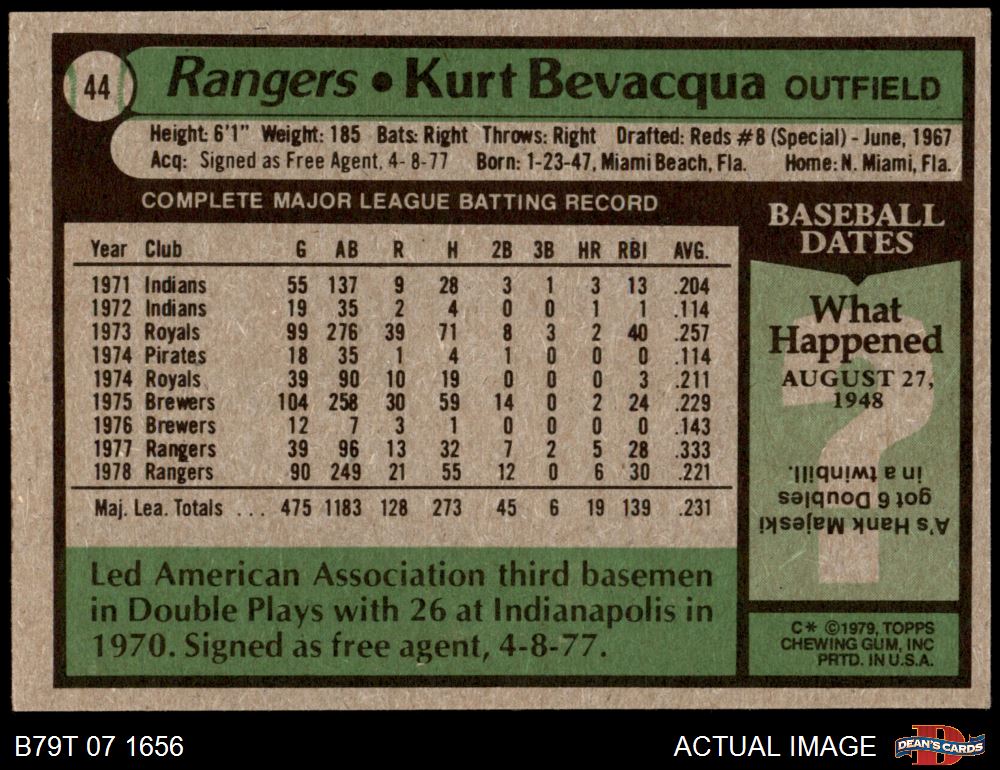 44
Rangers • Kurt Bevacqua OUTFIELD
Height: 6'1" Weight: 185 Bats: Right Throws: Right Drafted: Reds #8 (Special) - June, 1967
Acq: Signed as Free Agent, 4-8-77 Born: 1-23-47, Miami Beach, Fla. Home: N. Miami, Fla.
COMPLETE MAJOR LEAGUE BATTING RECORD
Year Club G AB R H 2B 3B HR RBI AVG.
1971 Indians 55 137 9 28 3 1 3 13 .204
1972 Indians 19 35 2 4 0 0 1 1 .114
1973 Royals 99 276 39 71 8 3 2 40 .257
1974 Pirates 18 35 1 4 1 0 0 0 .114
1974 Royals 39 90 10 19 0 0 0 3 .211
1975 Brewers 104 258 30 59 14 0 2 24 .229
1976 Brewers 12 7 3 1 0 0 0 0 .143
1977 Rangers 39 96 13 32 7 2 5 28 .333
1978 Rangers 90 249 21 55 12 0 6 30 .221
Maj. Lea. Totals ... 475 1183 128 273 45 6 19 139 .231
Led American Association third basemen
in Double Plays with 26 at Indianapolis in
1970. Signed as free agent, 4-8-77.
BASEBALL
DATES
What
Happened
AUGUST 27,
1948
?
A's Hank Majeski
got 6 Doubles
in a twinbill.
C* ©1979, TOPPS
CHEWING GUM, INC
PRTD. IN U.S.A.
B79T 07 1656
ACTUAL IMAGE
D
DEAN'S CARDS